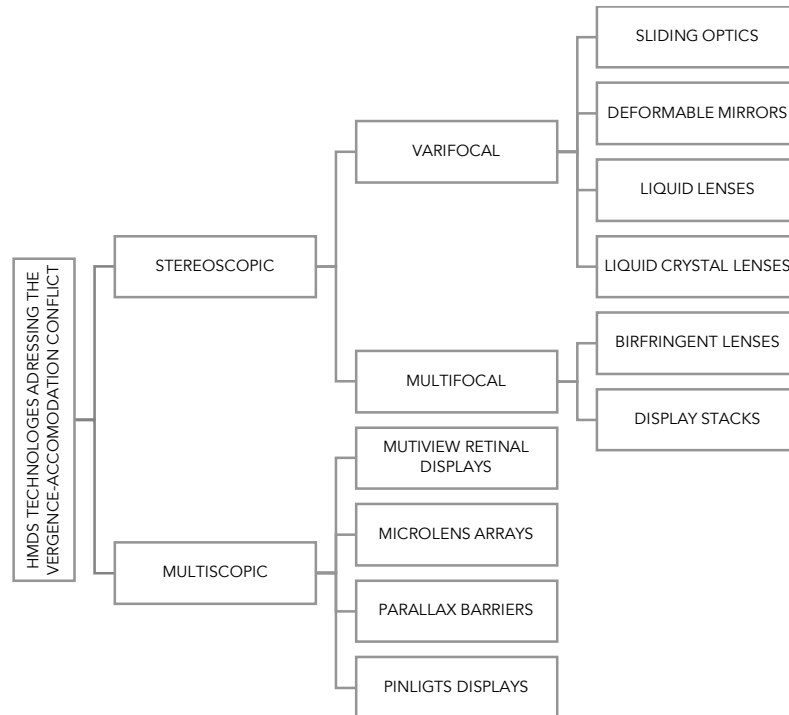 HMDS TECHNOLOGES ADRESSING THE
VERGENCE-ACCOMODATION CONFLICT
STEREOSCOPIC
VARIFOCAL
SLIDING OPTICS
DEFORMABLE MIRRORS
LIQUID LENSES
LIQUID CRYSTAL LENSES
MULTIFOCAL
BIRFRINGENT LENSES
DISPLAY STACKS
MULTISCOPIC
MUTIVIEW RETINAL
DISPLAYS
MICROLENS ARRAYS
PARALLAX BARRIERS
PINLIGTS DISPLAYS